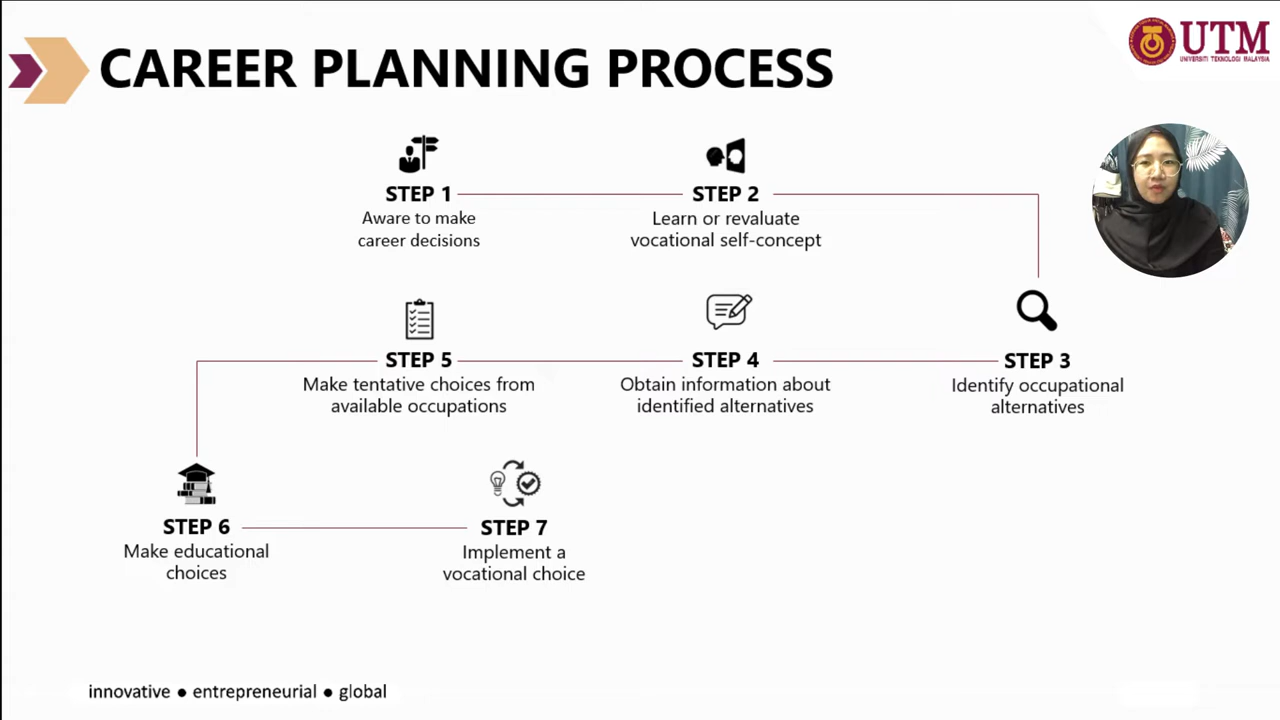 CAREER PLANNING PROCESS
UTM
UNIVERSITI TEKNOLOGI MALAYSIA
STEP 1
Aware to make
career decisions
STEP 2
Learn or revaluate
vocational self-concept
STEP 3
Identify occupational
alternatives
STEP 4
Obtain information about
identified alternatives
STEP 5
Make tentative choices from
available occupations
STEP 6
Make educational
choices
STEP 7
Implement a
vocational choice
innovative ● entrepreneurial ● global